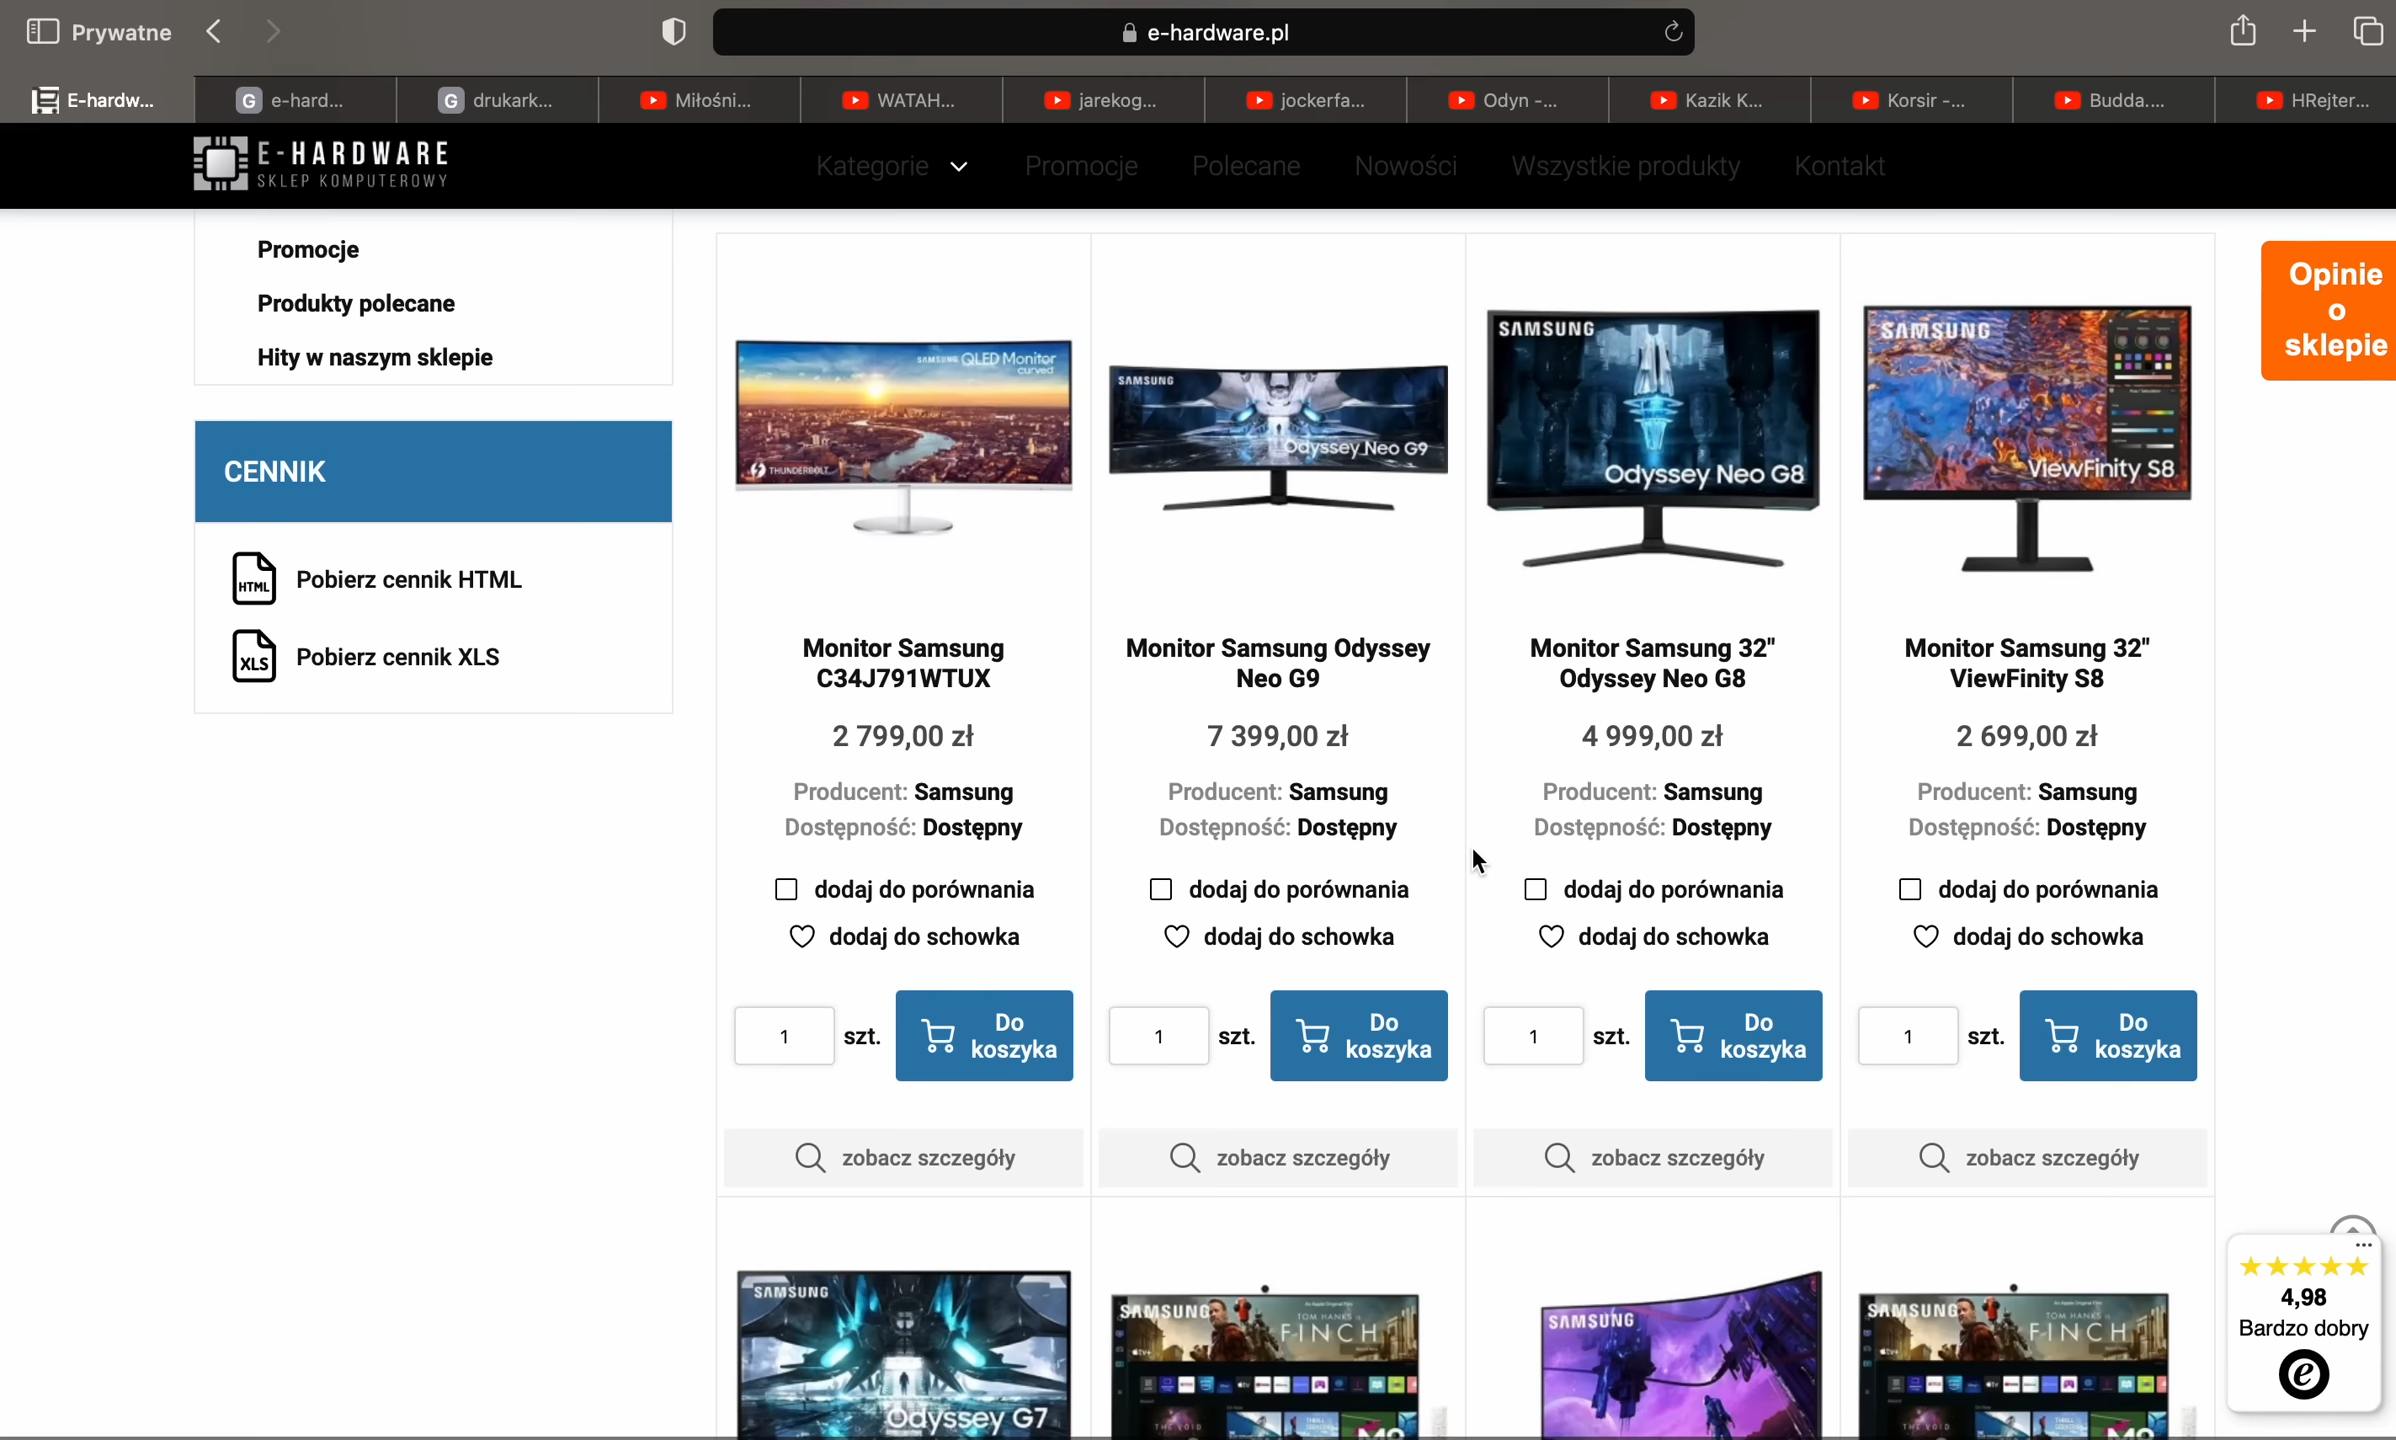 Prywatne
e-hardware.pl
E-hardw...
e-hard...
drukark...
Miłośni...
WATAH...
jarekog...
jockerfa...
Odyn -...
Kazik K...
Korsir -...
Budda....
HRejter...
E-HARDWARE
SKLEP KOMPUTEROWY
Kategorie
Promocje
Polecane
Nowości
Wszystkie produkty
Kontakt
Promocje
Produkty polecane
Hity w naszym sklepie
CENNIK
HTML
Pobierz cennik HTML
XLS
Pobierz cennik XLS
SAMSUNG QLED Monitor
curved
THUNDERBOLT
SAMSUNG
Odyssey Neo G9
SAMSUNG
Odyssey Neo G8
SAMSUNG
ViewFinity S8
Opinie
o
sklepie
Monitor Samsung
C34J791WTUX
2 799,00 zł
Producent: Samsung
Dostępność: Dostępny
dodaj do porównania
dodaj do schowka
1 szt.
Do
koszyka
zobacz szczegóły
Monitor Samsung Odyssey
Neo G9
7 399,00 zł
Producent: Samsung
Dostępność: Dostępny
dodaj do porównania
dodaj do schowka
1 szt.
Do
koszyka
zobacz szczegóły
Monitor Samsung 32"
Odyssey Neo G8
4 999,00 zł
Producent: Samsung
Dostępność: Dostępny
dodaj do porównania
dodaj do schowka
1 szt.
Do
koszyka
zobacz szczegóły
Monitor Samsung 32"
ViewFinity S8
2 699,00 zł
Producent: Samsung
Dostępność: Dostępny
dodaj do porównania
dodaj do schowka
1 szt.
Do
koszyka
zobacz szczegóły
SAMSUNG
Odyssey G7
SAMSUNG
TOM HANKS
FINCH
THE VOID
SAMSUNG
SAMSUNG
TOM HANKS
FINCH
THE VOID
4,98
Bardzo dobry